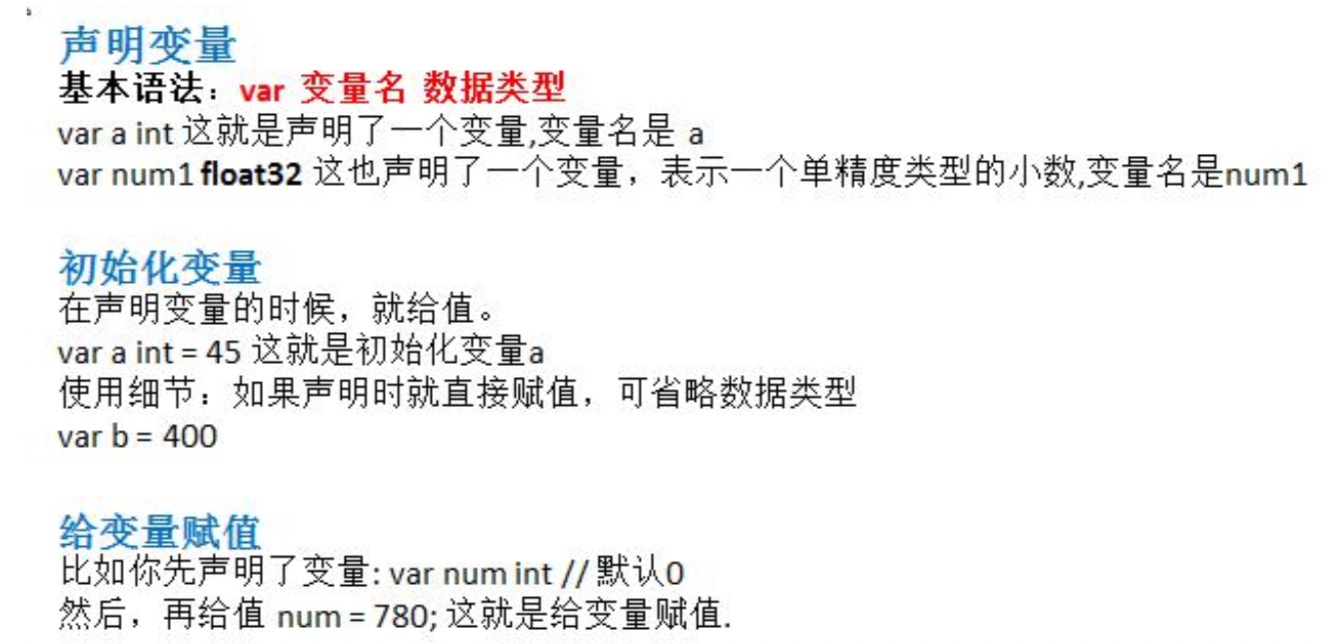 声明变量
基本语法：var 变量名 数据类型
var a int 这就是声明了一个变量,变量名是 a
var num1 float32 这也声明了一个变量，表示一个单精度类型的小数,变量名是num1
初始化变量
在声明变量的时候，就给值。
var a int = 45 这就是初始化变量a
使用细节：如果声明时就直接赋值，可省略数据类型
var b = 400
给变量赋值
比如你先声明了变量: var num int // 默认0
然后，再给值 num = 780; 这就是给变量赋值.